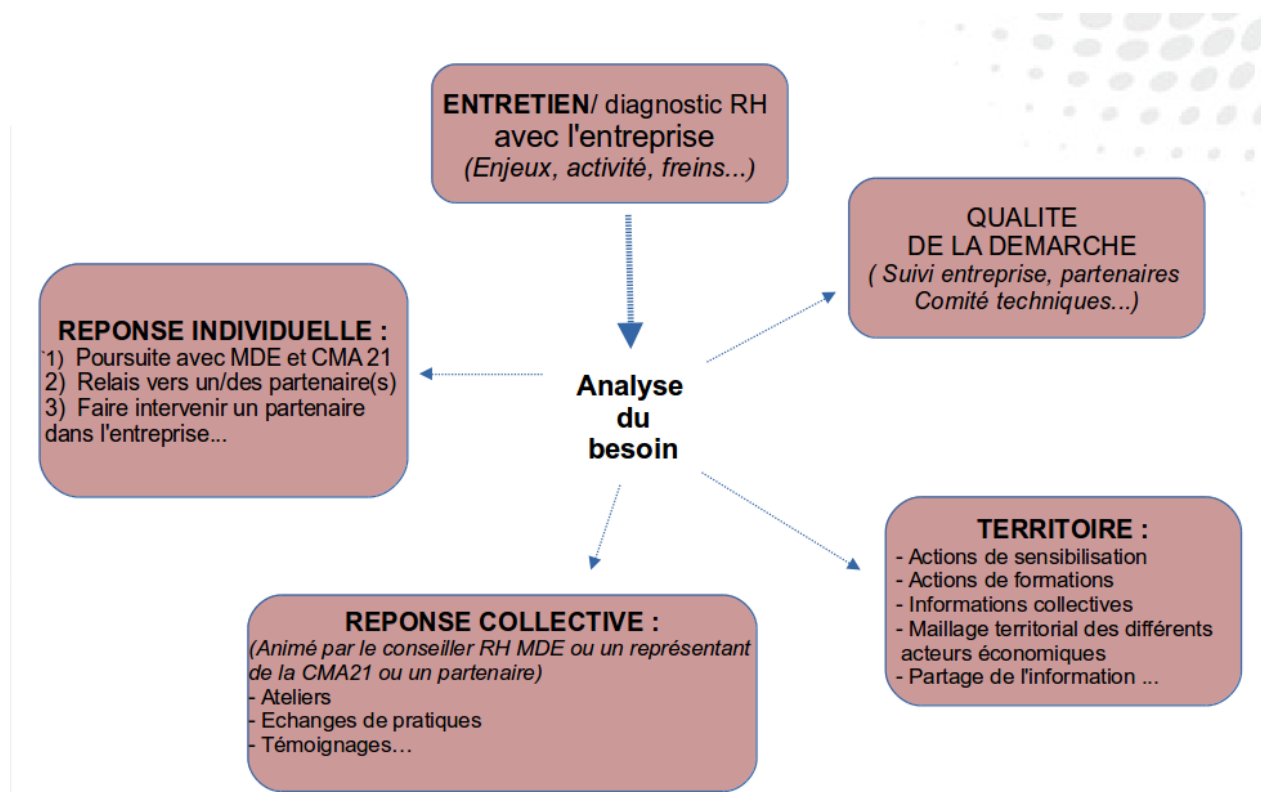 ENTRETIEN/ diagnostic RH
avec l'entreprise
(Enjeux, activité, freins...)
QUALITE
DE LA DEMARCHE
( Suivi entreprise, partenaires
Comité techniques...)
REPONSE INDIVIDUELLE :
`1) Poursuite avec MDE et CMA 21
2) Relais vers un/des partenaire(s)
3) Faire intervenir un partenaire
dans l'entreprise...
Analyse
du
besoin
TERRITOIRE :
- Actions de sensibilisation
- Actions de formations
- Informations collectives
- Maillage territorial des différents
acteurs économiques
- Partage de l'information ...
REPONSE COLLECTIVE :
(Animé par le conseiller RH MDE ou un représentant
de la CMA21 ou un partenaire)
- Ateliers
- Echanges de pratiques
- Témoignages…